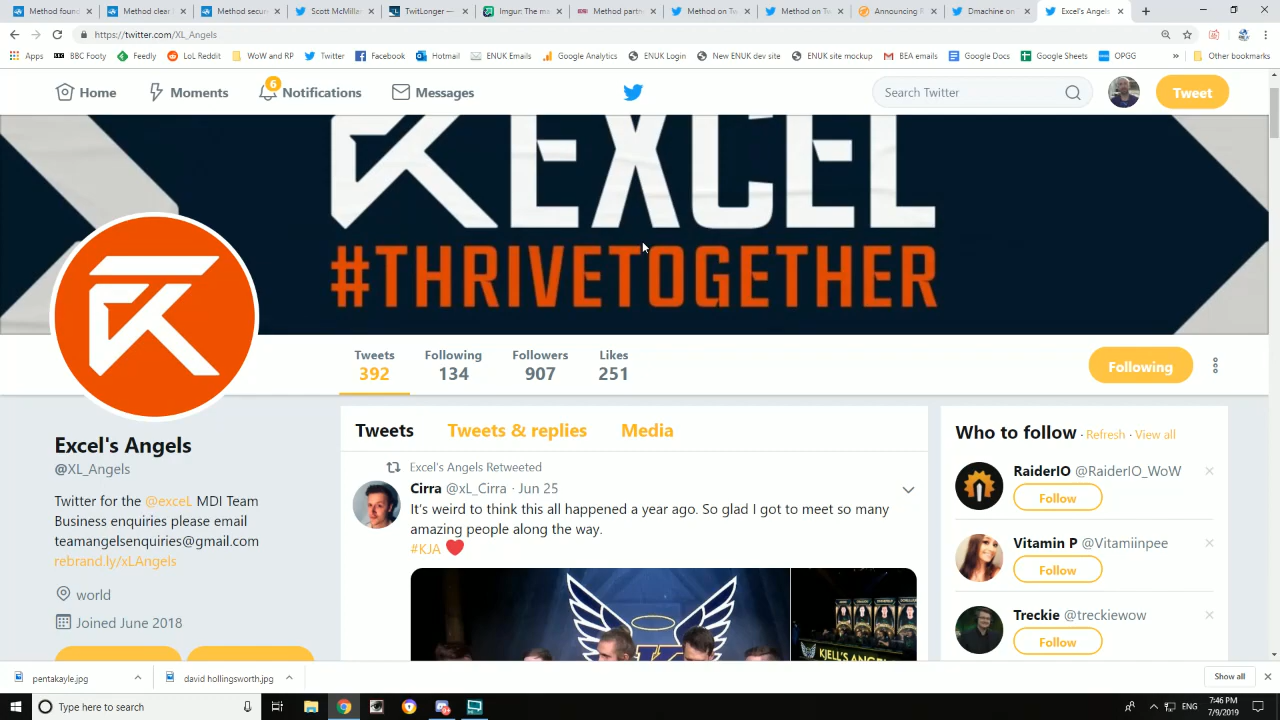 Method foun
Method clear
Method secur
Scott McMilla
TwitLonger —
Imgur: The ma
Method partn
Method on Tw
Method on Tw
Announcing R
Dmachine on
Excel's Angels
https://twitter.com/XL_Angels
Apps BBC Footy Feedly LoL Reddit WoW and RP Twitter Facebook Hotmail ENUK Emails Google Analytics ENUK Login New ENUK dev site ENUK site mockup BEA emails Google Docs Google Sheets OPGG » Other bookmarks
Home Moments 6 Notifications Messages Search Twitter Tweet
EXCEL
#THRIVETOGETHER
Tweets Following Followers Likes
392 134 907 251
Following
Excel's Angels
@XL_Angels
Twitter for the @exceL MDI Team
Business enquiries please email
teamangelsenquiries@gmail.com
rebrand.ly/xLAngels
world
Joined June 2018
Tweets Tweets & replies Media
Excel's Angels Retweeted
Cirra @xL_Cirra · Jun 25
It's weird to think this all happened a year ago. So glad I got to meet so many
amazing people along the way.
#KJA ❤
KJELL'S ANGE
Who to follow · Refresh · View all
RaiderIO @RaiderIO_WoW
Follow
Vitamin P @Vitamiinpee
Follow
Treckie @treckiewow
Follow
pentakayle.jpg
david hollingsworth.jpg
Show all
Type here to search
ENG
7:46 PM
7/9/2019